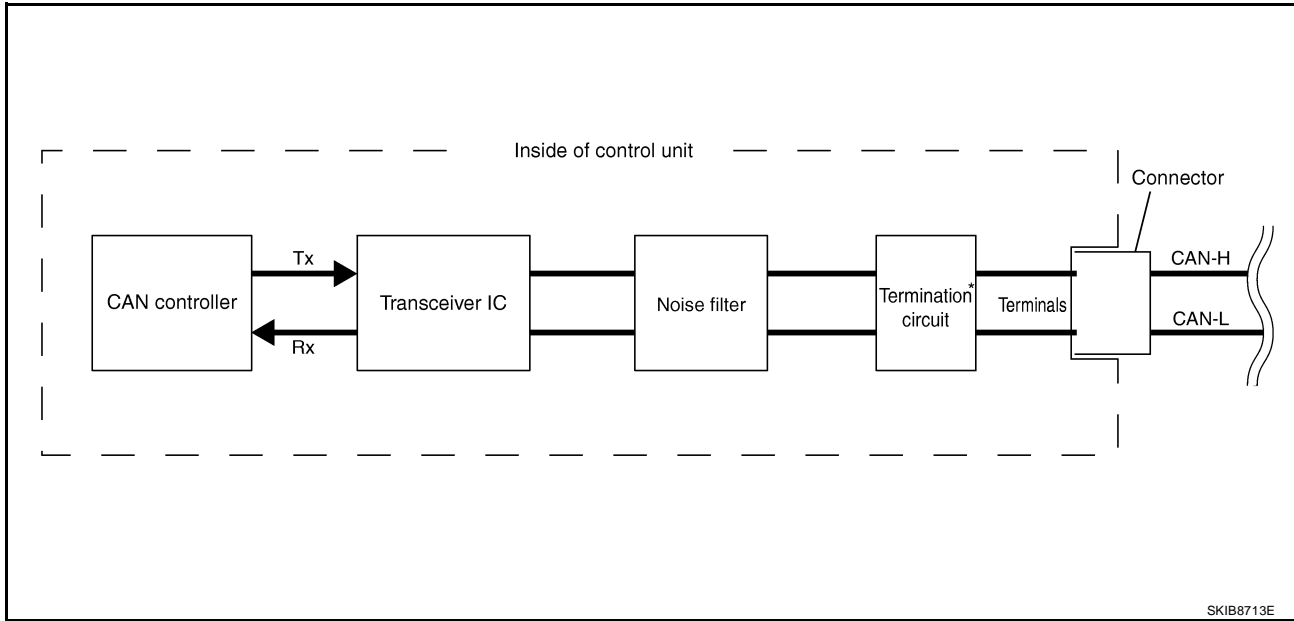 Inside of control unit
Connector
CAN controller
Tx
Rx
Transceiver IC
Noise filter
Termination*
circuit
Terminals
CAN-H
CAN-L
SKIB8713E